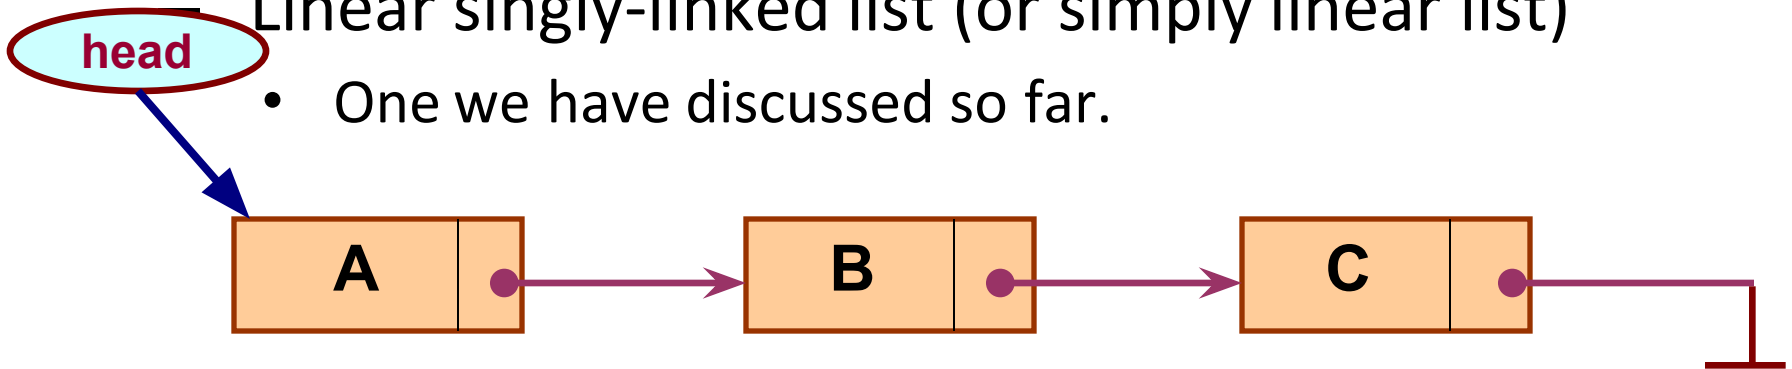 Linear singly-linked list (or simply linear list)
head
• One we have discussed so far.
A B C